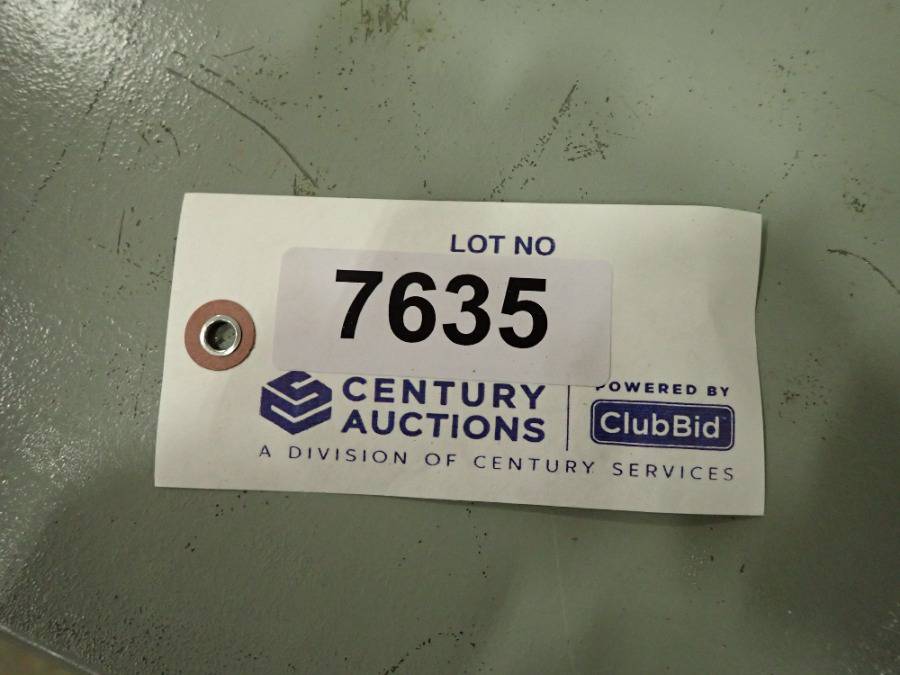 LOT NO
7635
CENTURY
AUCTIONS
POWERED BY
ClubBid
A DIVISION OF CENTURY SERVICES